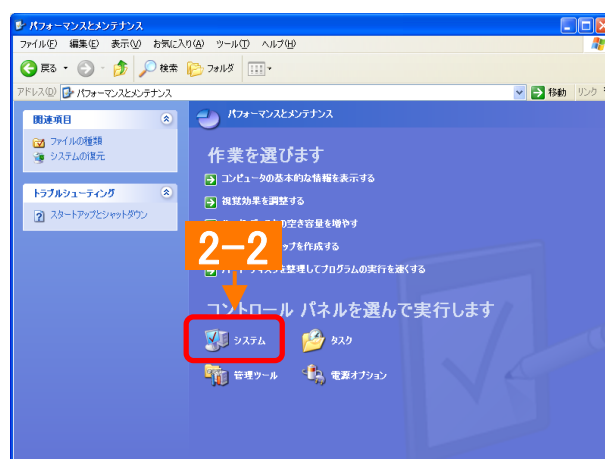 パフォーマンスとメンテナンス
ファイル(F) 編集(E) 表示(V) お気に入り(A) ツール(T) ヘルプ(H)
戻る 検索 フォルダ
アドレス(D) パフォーマンスとメンテナンス 移動 リンク
関連項目
ファイルの種類
システムの復元
トラブルシューティング
スタートアップとシャットダウン
パフォーマンスとメンテナンス
作業を選びます
コンピュータの基本的な情報を表示する
視覚効果を調整する
の空き容量を増やす
2-2
ップを作成する
ハードディスクを整理してプログラムの実行を速くする
コントロール パネルを選んで実行します
システム タスク
管理ツール 電源オプション